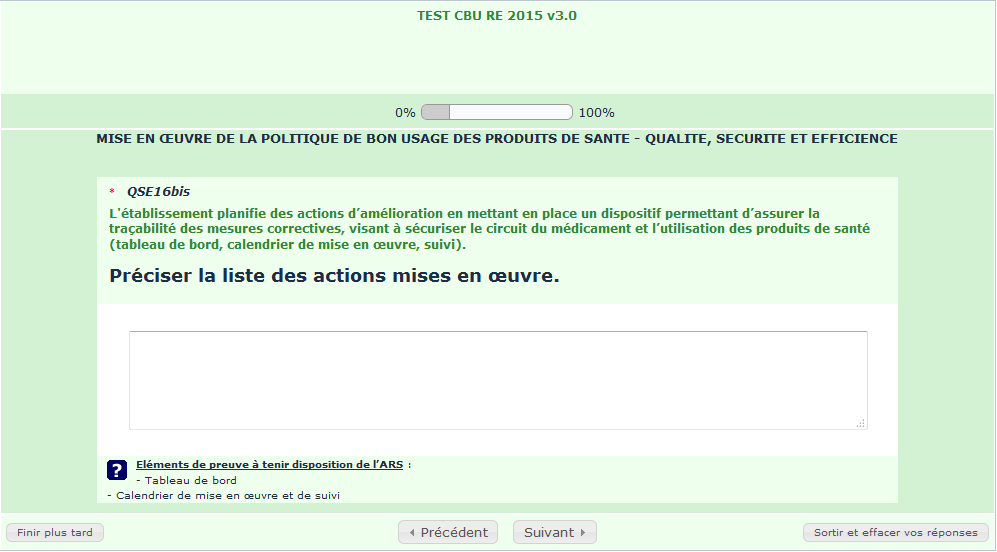 TEST CBU RE 2015 v3.0
0% 100%
MISE EN ŒUVRE DE LA POLITIQUE DE BON USAGE DES PRODUITS DE SANTE - QUALITE, SECURITE ET EFFICIENCE
* QSE16bis
L'établissement planifie des actions d’amélioration en mettant en place un dispositif permettant d’assurer la
traçabilité des mesures correctives, visant à sécuriser le circuit du médicament et l’utilisation des produits de santé
(tableau de bord, calendrier de mise en œuvre, suivi).
Préciser la liste des actions mises en œuvre.
? Eléments de preuve à tenir disposition de l’ARS :
- Tableau de bord
- Calendrier de mise en œuvre et de suivi
Finir plus tard Précédent Suivant Sortir et effacer vos réponses